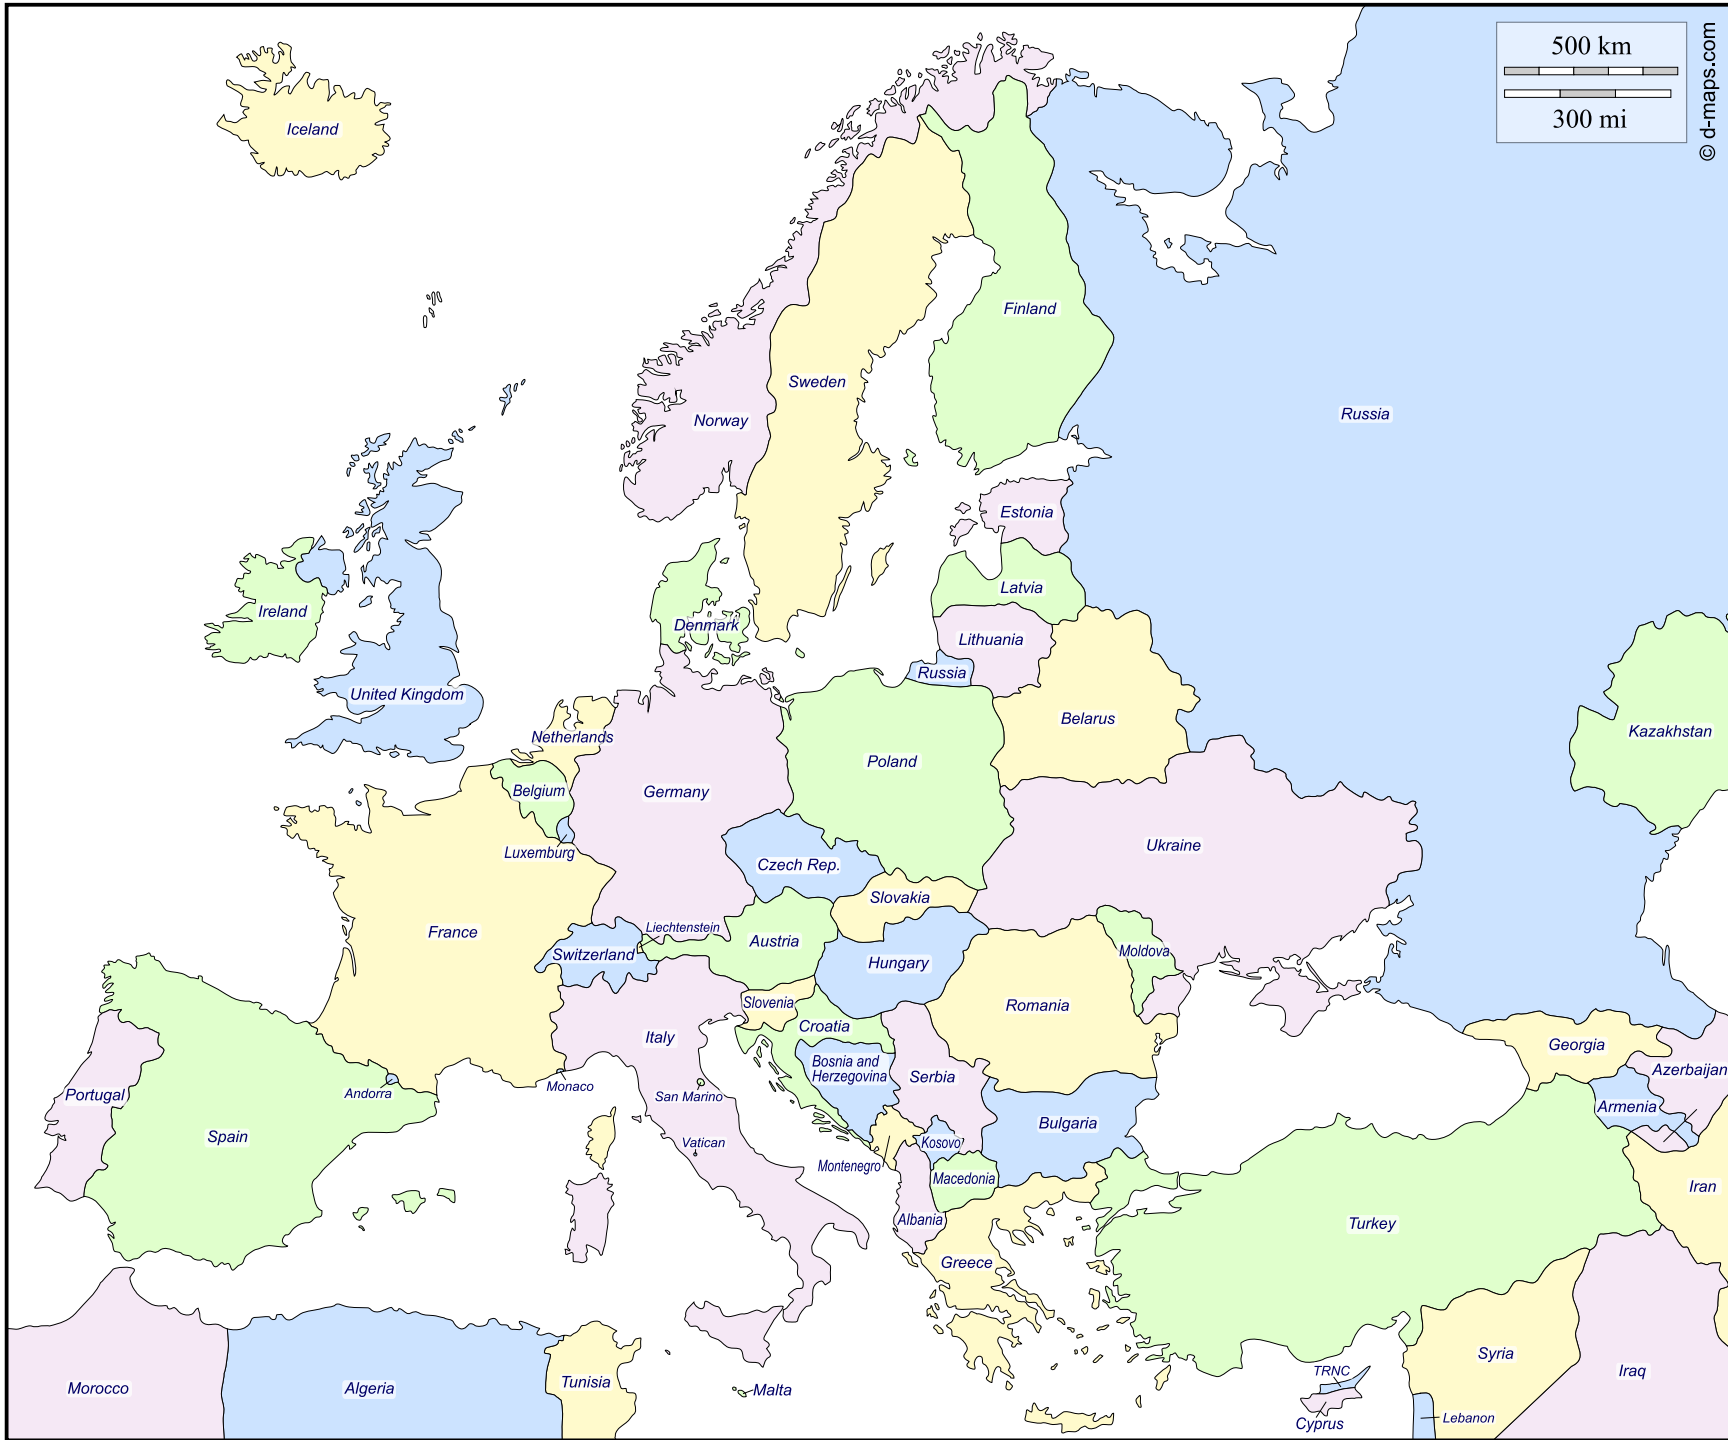 500 km
300 mi
© d-maps.com
Iceland
Finland
Sweden
Russia
Norway
Estonia
Latvia
Ireland
Denmark
Lithuania
Russia
United Kingdom
Belarus
Kazakhstan
Netherlands
Poland
Belgium
Germany
Ukraine
Luxemburg
Czech Rep.
Slovakia
Liechtenstein
France
Austria
Switzerland
Moldova
Hungary
Slovenia
Romania
Croatia
Italy
Georgia
Bosnia and
Herzegovina
Serbia
Azerbaijan
Monaco
Andorra
Portugal
San Marino
Armenia
Bulgaria
Spain
Vatican
Kosovo
Montenegro
Macedonia
Iran
Albania
Turkey
Greece
Syria
TRNC
Iraq
Tunisia
Morocco
Algeria
Malta
Lebanon
Cyprus